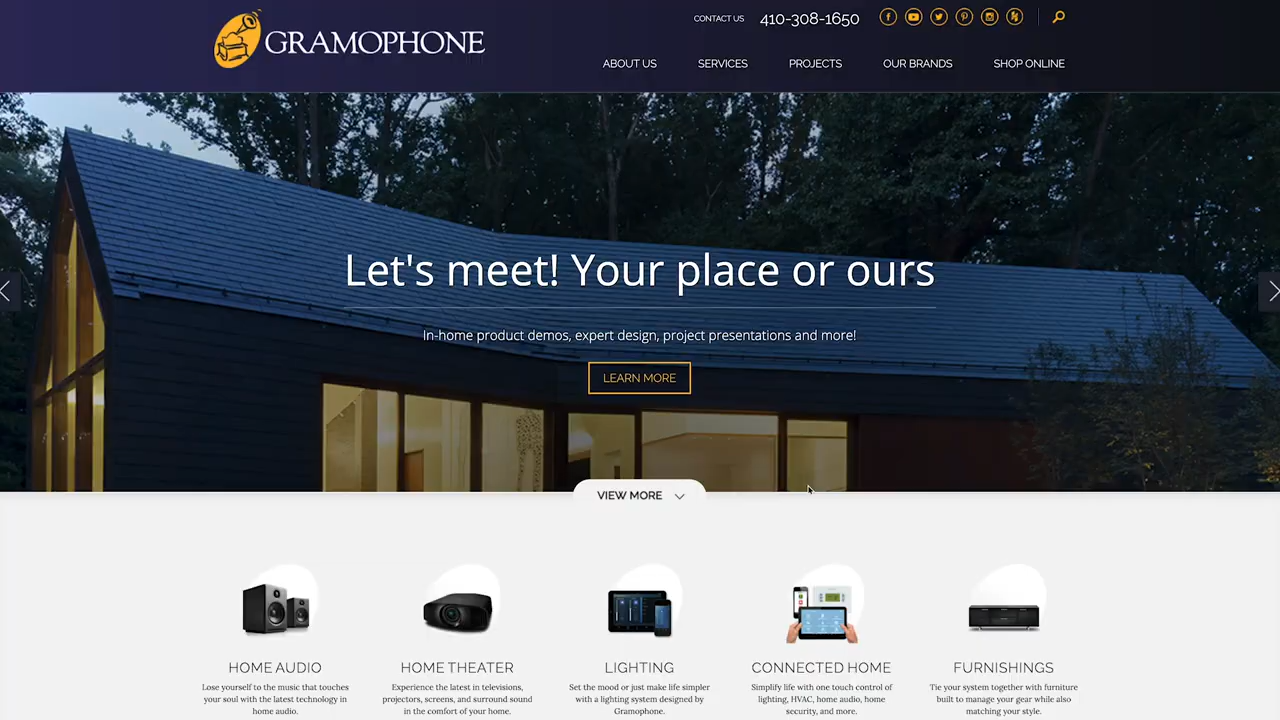 GRAMOPHONE
CONTACT US 410-308-1650
ABOUT US SERVICES PROJECTS OUR BRANDS SHOP ONLINE
Let's meet! Your place or ours
In-home product demos, expert design, project presentations and more!
LEARN MORE
VIEW MORE
HOME AUDIO
Lose yourself to the music that touches
your soul with the latest technology in
home audio.
HOME THEATER
Experience the latest in televisions,
projectors, screens, and surround sound
in the comfort of your home.
LIGHTING
Set the mood or just make life simpler
with a lighting system designed by
Gramophone.
CONNECTED HOME
Simplify life with one touch control of
lighting, HVAC, home audio, home
security, and more.
FURNISHINGS
Tie your system together with furniture
built to manage your gear while also
matching your style.